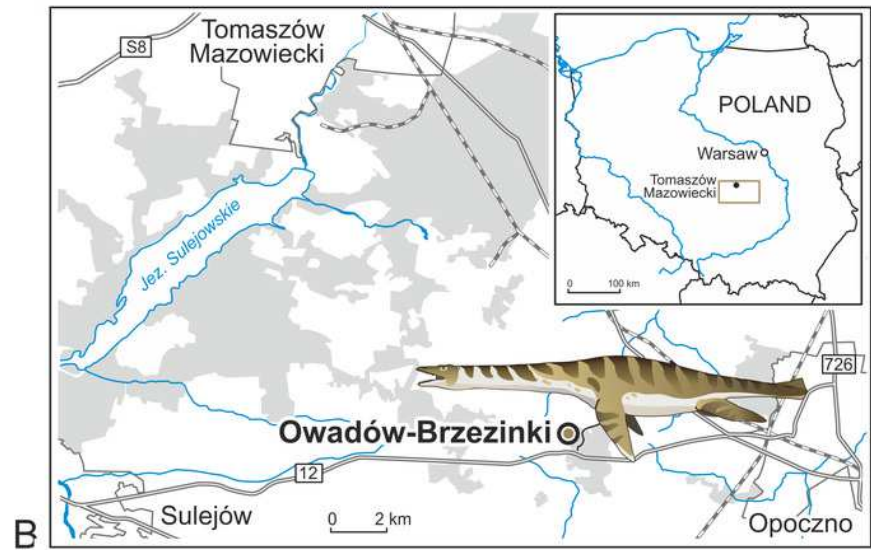 S8
Tomaszów
Mazowiecki
Jez. Sulejowskie
POLAND
Warsaw
Tomaszów
Mazowiecki
0 100 km
726
Owadów-Brzezinki
12
Sulejów
0 2 km
Opoczno
B